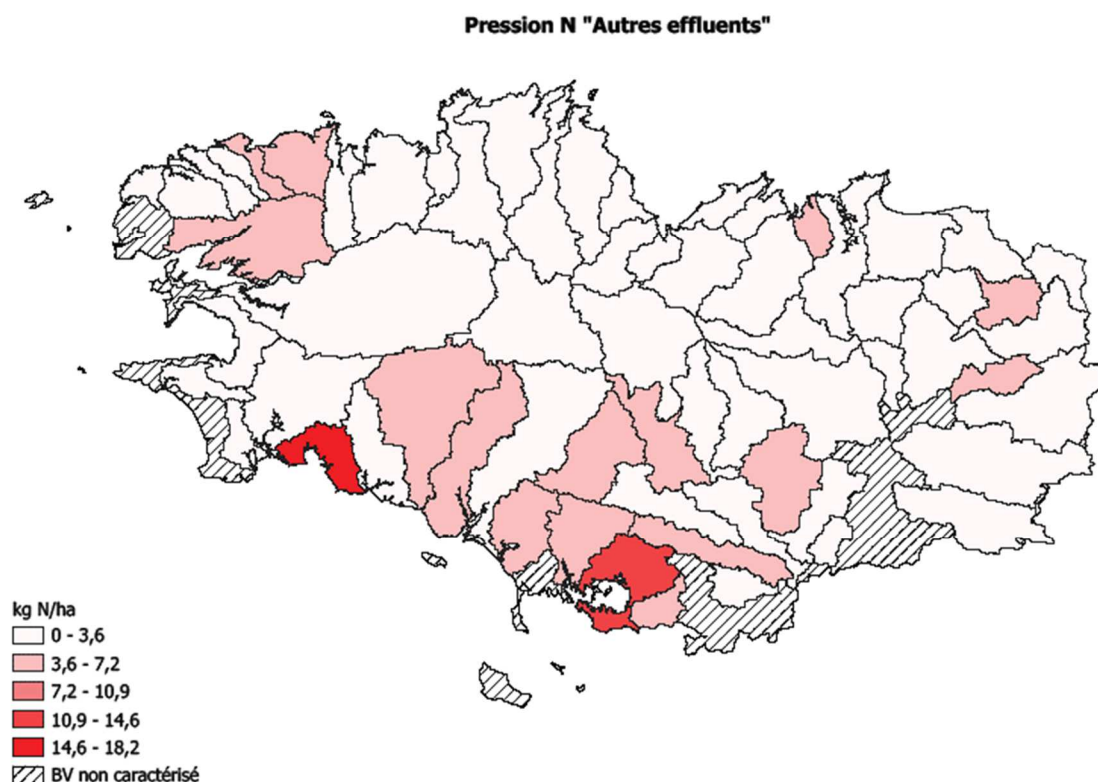 Pression N "Autres effluents"
kg N/ha
0 - 3,6
3,6 - 7,2
7,2 - 10,9
10,9 - 14,6
14,6 - 18,2
BV non caractérisé